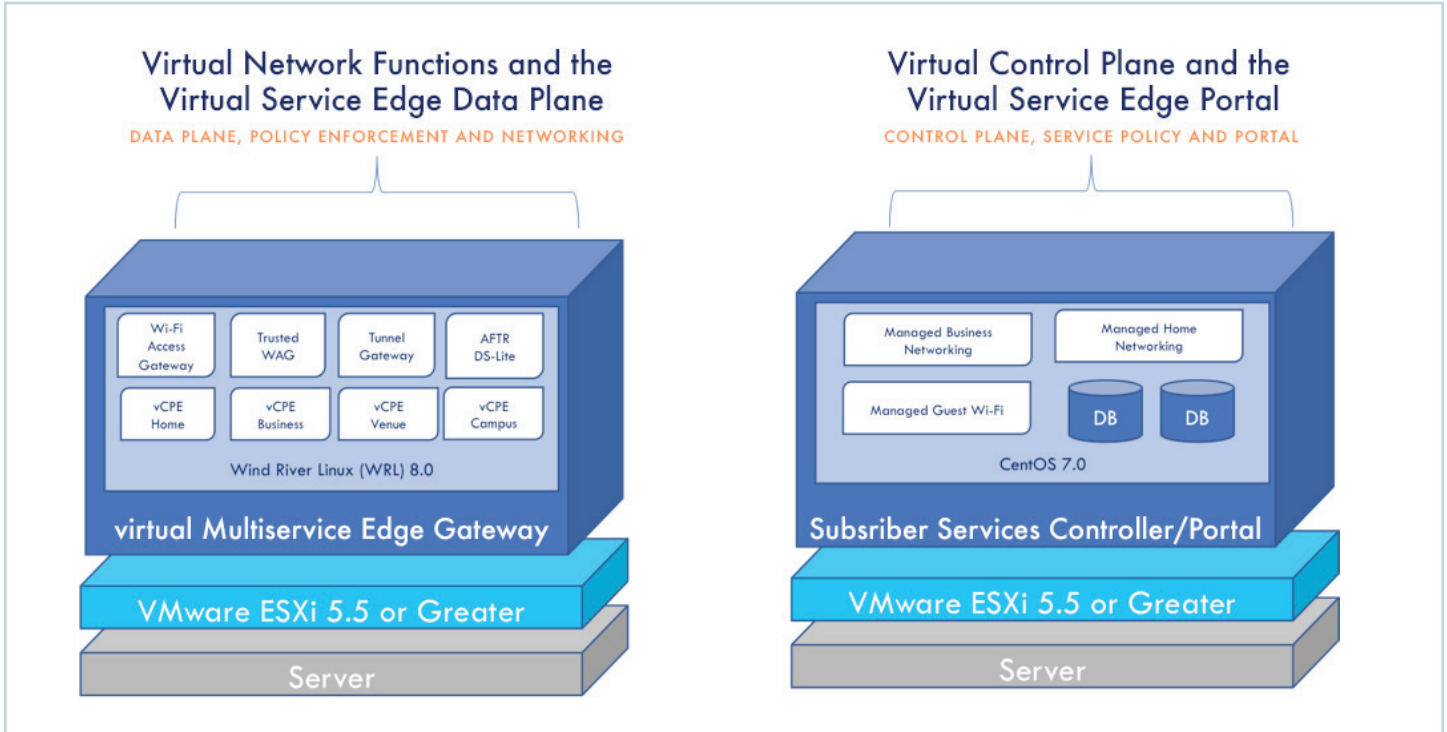 Virtual Network Functions and the
Virtual Service Edge Data Plane
DATA PLANE, POLICY ENFORCEMENT AND NETWORKING
Wi-Fi
Access
Gateway
Trusted
WAG
Tunnel
Gateway
AFTR
DS-Lite
vCPE
Home
vCPE
Business
vCPE
Venue
vCPE
Campus
Wind River Linux (WRL) 8.0
virtual Multiservice Edge Gateway
VMware ESXi 5.5 or Greater
Server
Virtual Control Plane and the
Virtual Service Edge Portal
CONTROL PLANE, SERVICE POLICY AND PORTAL
Managed Business
Networking
Managed Home
Networking
Managed Guest Wi-Fi
DB
DB
CentOS 7.0
Subsriber Services Controller/Portal
VMware ESXi 5.5 or Greater
Server